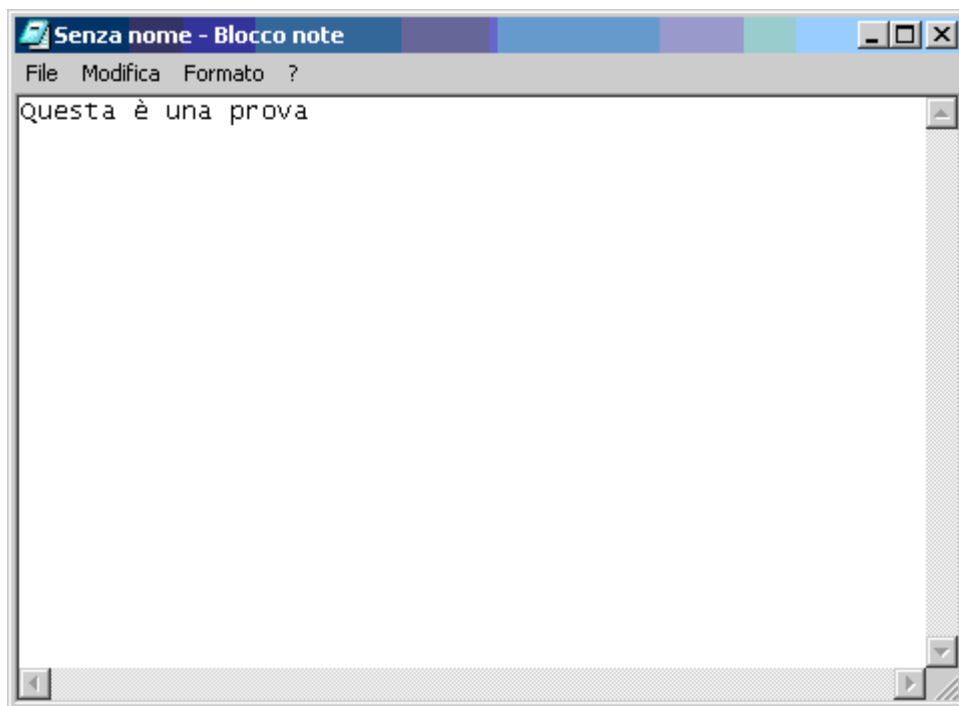 Senza nome - Blocco note
File Modifica Formato ?
Questa è una prova